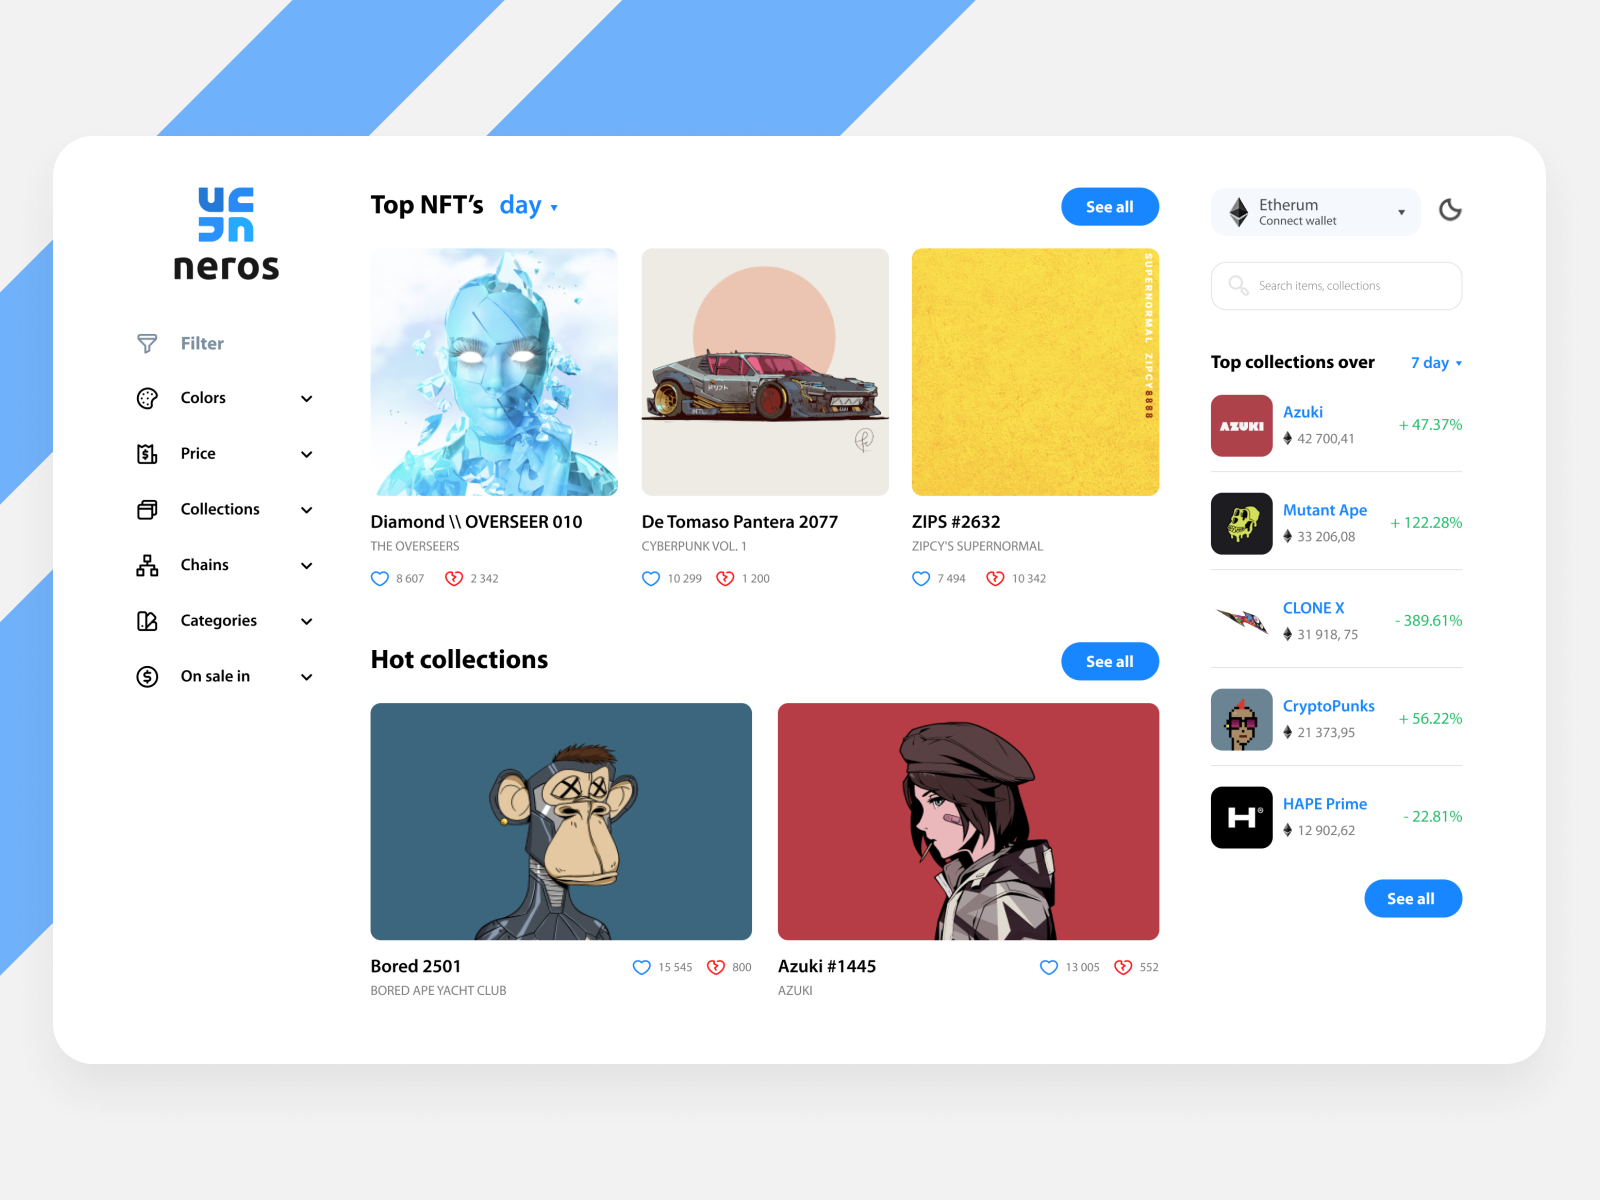 neros
Filter
Colors
Price
Collections
Chains
Categories
On sale in
Top NFT’s day
See all
SUPERNORMAL ZIPCY8888
Diamond \\ OVERSEER 010
THE OVERSEERS
8 607 2 342
De Tomaso Pantera 2077
CYBERPUNK VOL. 1
10 299 1 200
ZIPS #2632
ZIPCY'S SUPERNORMAL
7 494 10 342
Hot collections
See all
Bored 2501
15 545 800
BORED APE YACHT CLUB
Azuki #1445
13 005 552
AZUKI
Etherum
Connect wallet
Search items, collections
Top collections over 7 day
AZUKI
Azuki
42 700,41
+ 47.37%
Mutant Ape
33 206,08
+ 122.28%
CLONE X
31 918, 75
- 389.61%
CryptoPunks
21 373,95
+ 56.22%
H®
HAPE Prime
12 902,62
- 22.81%
See all